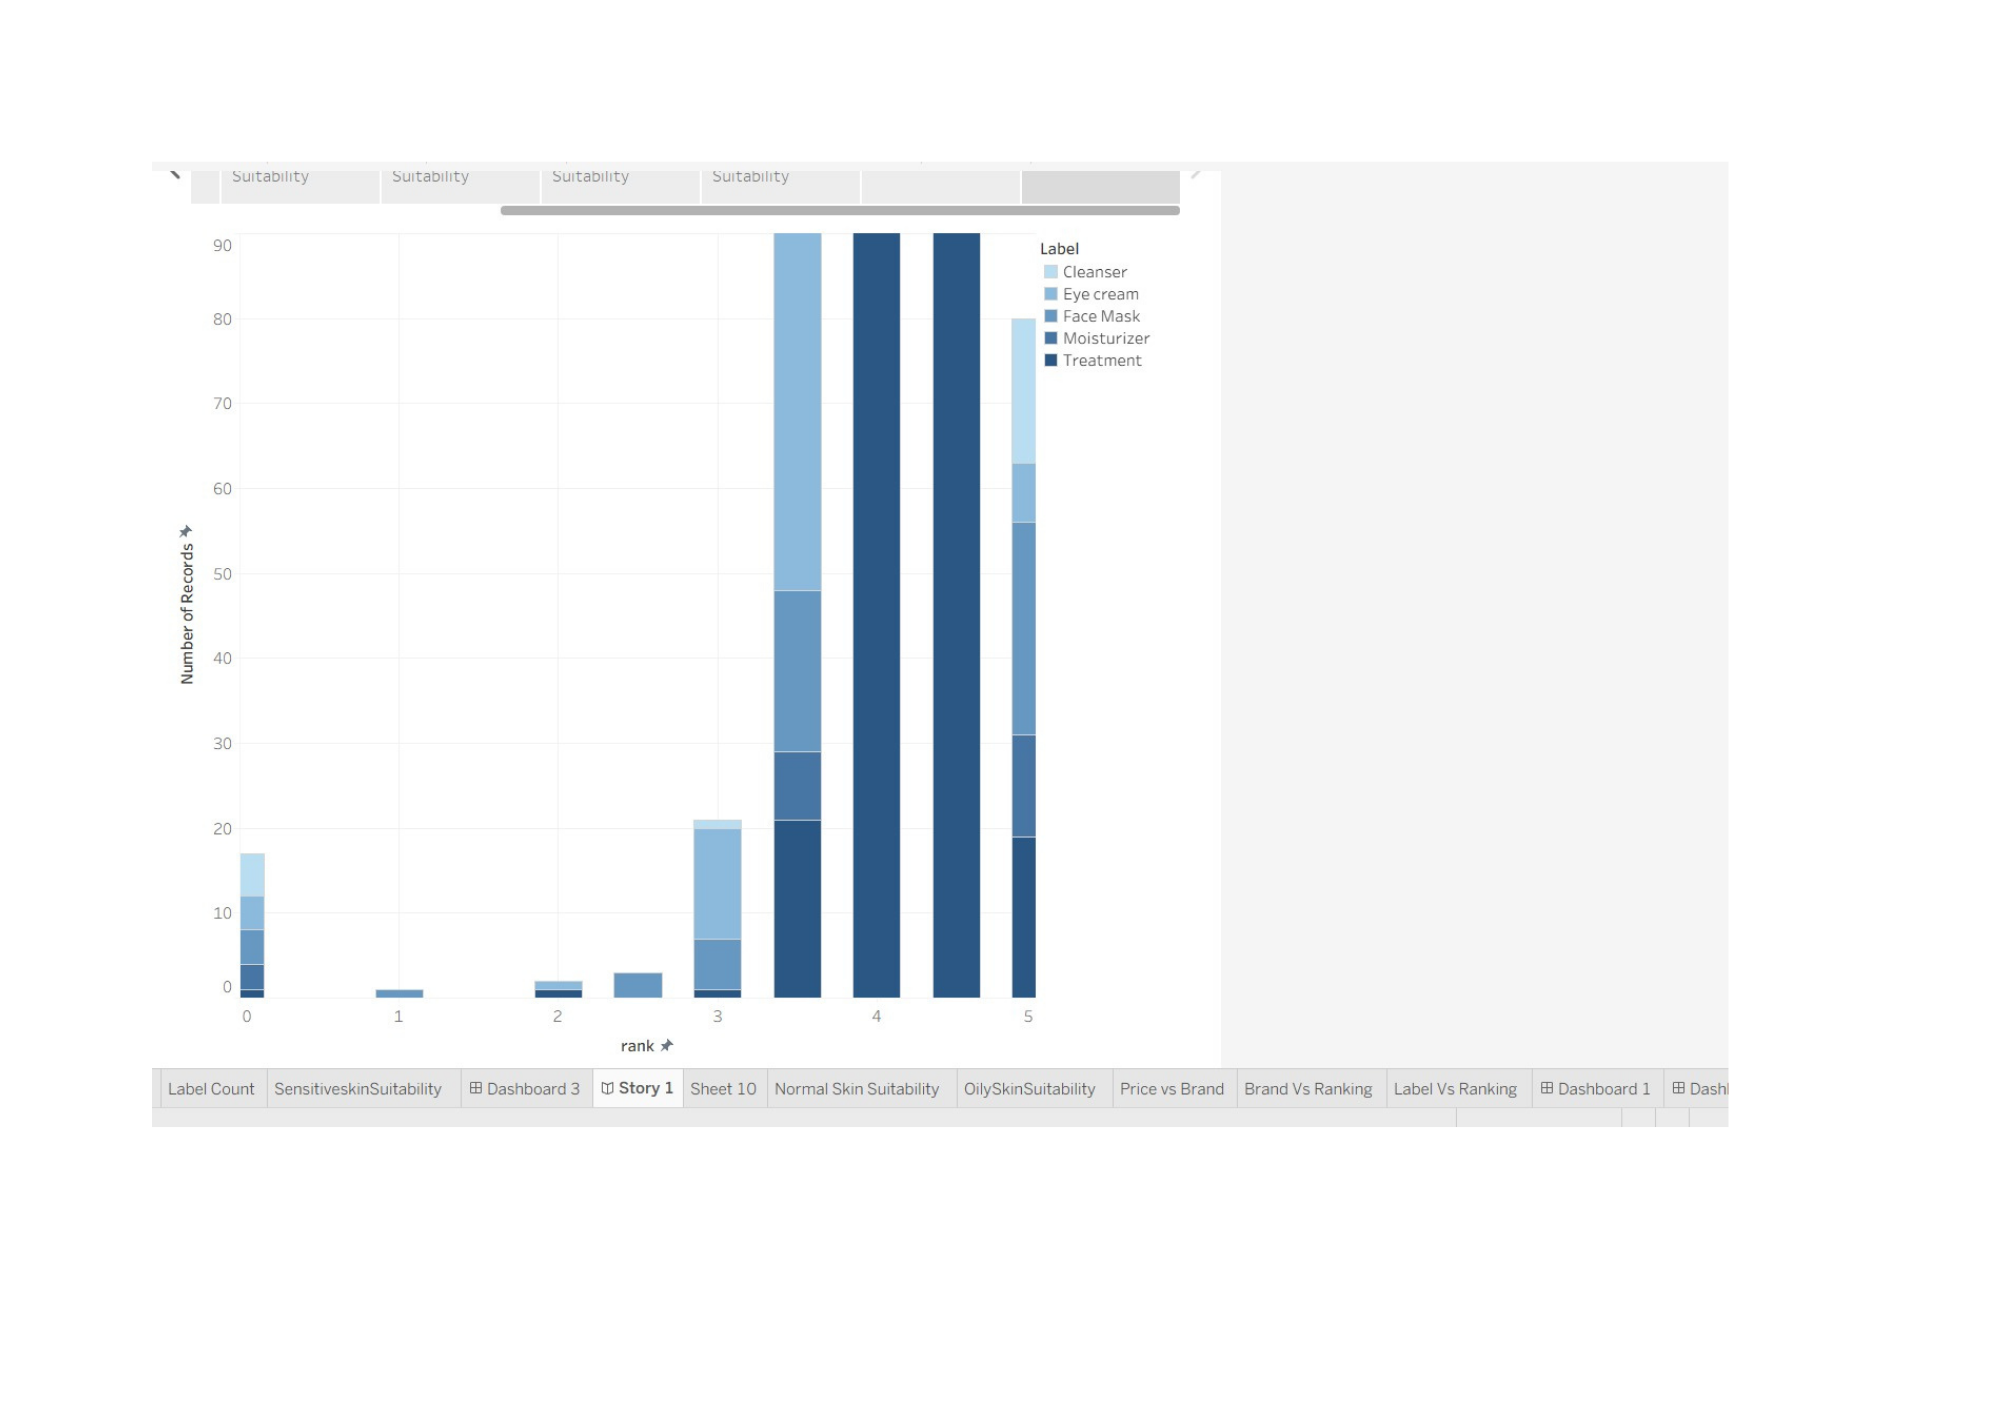 Suitability Suitability Suitability Suitability
Label
Cleanser
Eye cream
Face Mask
Moisturizer
Treatment
90
80
70
60
50
40
30
20
10
0
Number of Records
0 1 2 3 4 5
rank
Label Count SensitiveskinSuitability Dashboard 3 Story 1 Sheet 10 Normal Skin Suitability OilySkinSuitability Price vs Brand Brand Vs Ranking Label Vs Ranking Dashboard 1